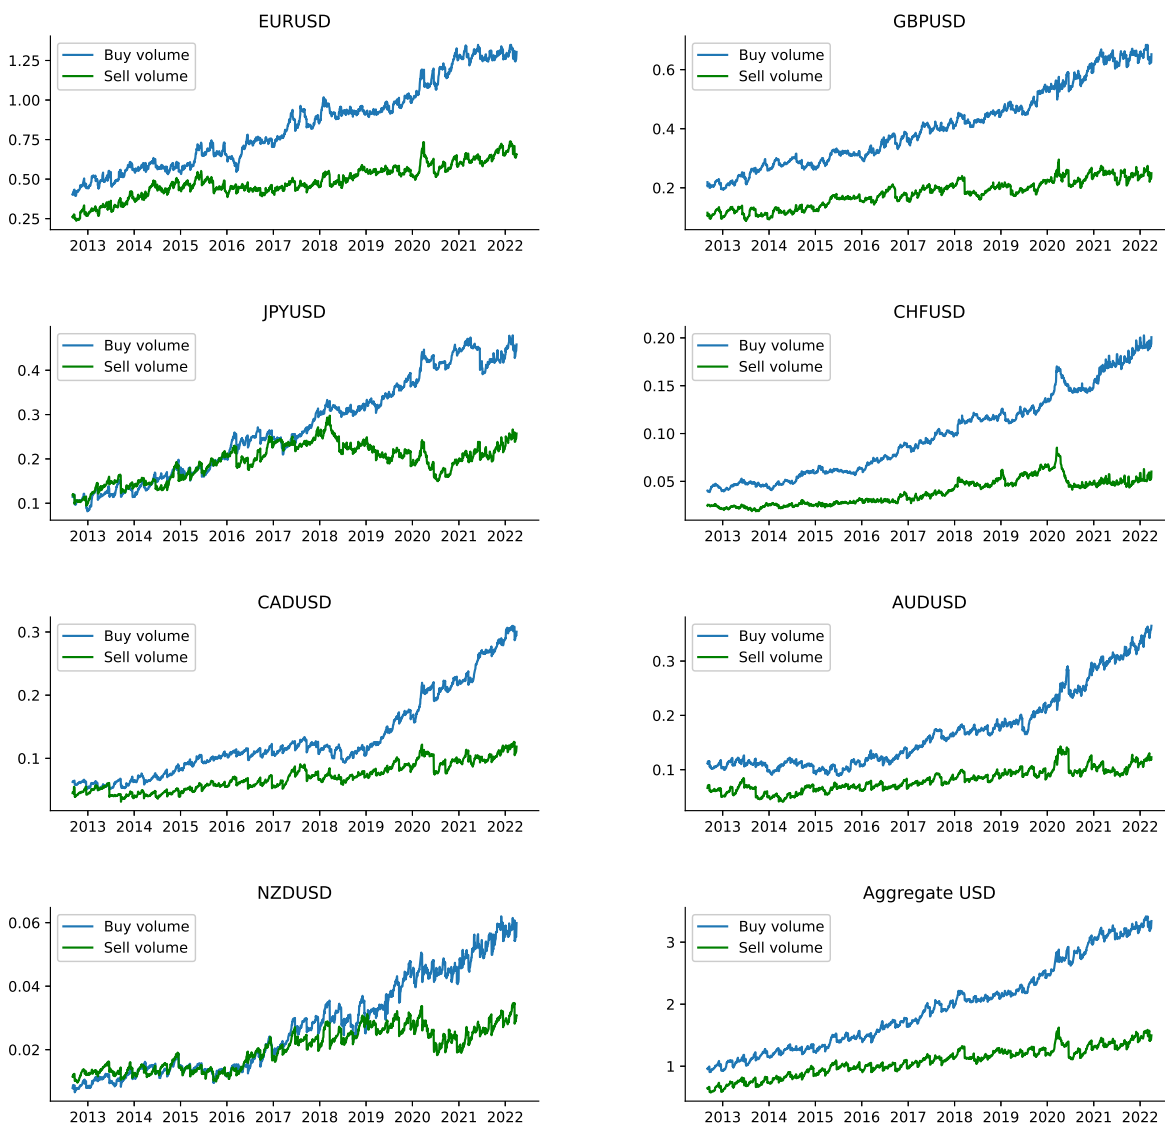 EURUSD
Buy volume
Sell volume
1.25
1.00
0.75
0.50
0.25
2013 2014 2015 2016 2017 2018 2019 2020 2021 2022
GBPUSD
Buy volume
Sell volume
0.6
0.4
0.2
2013 2014 2015 2016 2017 2018 2019 2020 2021 2022
JPYUSD
Buy volume
Sell volume
0.4
0.3
0.2
0.1
2013 2014 2015 2016 2017 2018 2019 2020 2021 2022
CHFUSD
Buy volume
Sell volume
0.20
0.15
0.10
0.05
2013 2014 2015 2016 2017 2018 2019 2020 2021 2022
CADUSD
Buy volume
Sell volume
0.3
0.2
0.1
2013 2014 2015 2016 2017 2018 2019 2020 2021 2022
AUDUSD
Buy volume
Sell volume
0.3
0.2
0.1
2013 2014 2015 2016 2017 2018 2019 2020 2021 2022
NZDUSD
Buy volume
Sell volume
0.06
0.04
0.02
2013 2014 2015 2016 2017 2018 2019 2020 2021 2022
Aggregate USD
Buy volume
Sell volume
3
2
1
2013 2014 2015 2016 2017 2018 2019 2020 2021 2022